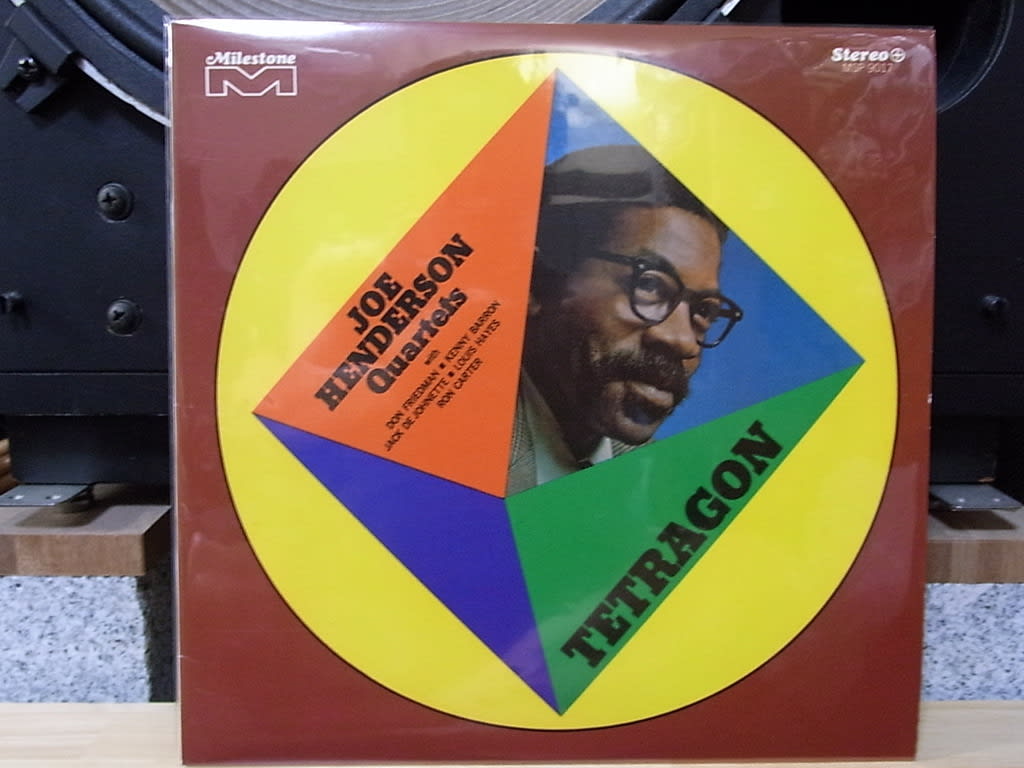 Milestone
M
Stereo
MSP 9017
JOE
HENDERSON
Quartets
with
DON FRIEDMAN • KENNY BARRON
JACK DE JOHNETTE • LOUIS HAYES
RON CARTER
TETRAGON